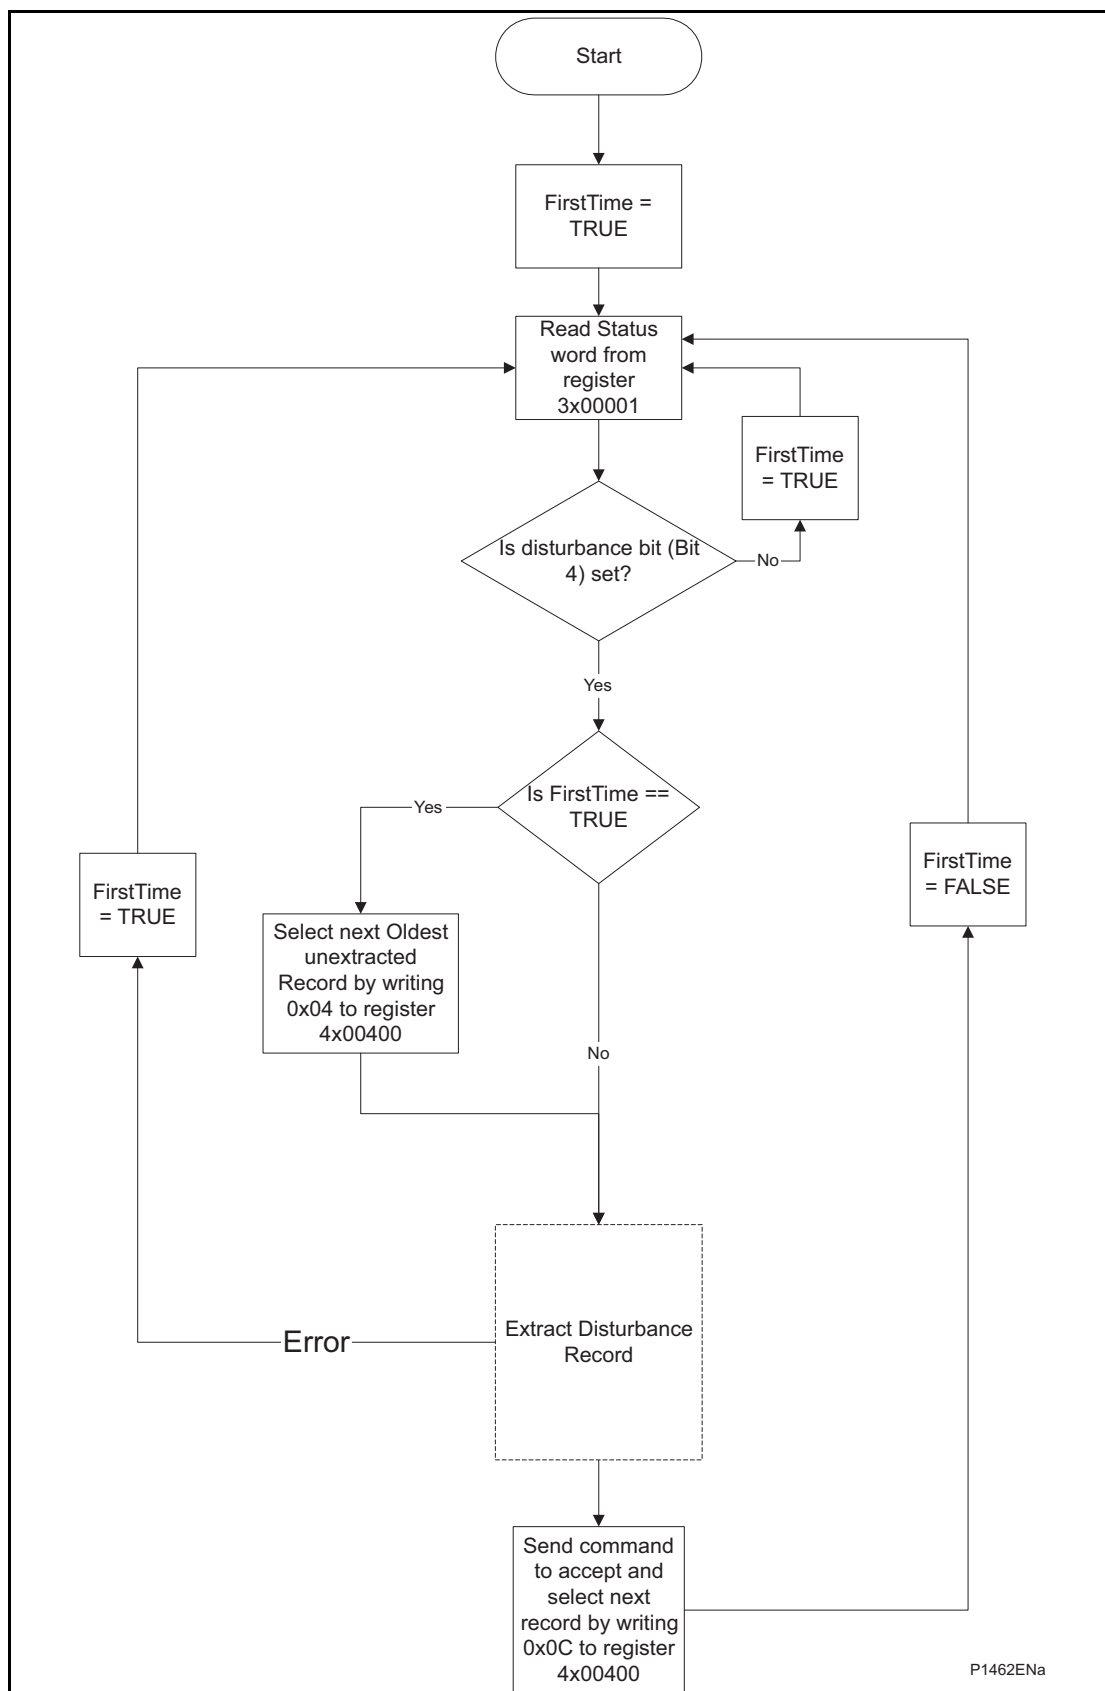 Start
FirstTime =
TRUE
Read Status
word from
register
3x00001
FirstTime
= TRUE
Is disturbance bit (Bit
4) set?
No
Yes
Is FirstTime ==
TRUE
Yes
FirstTime
= TRUE
FirstTime
= FALSE
Select next Oldest
unextracted
Record by writing
0x04 to register
4x00400
No
Extract Disturbance
Record
Error
Send command
to accept and
select next
record by writing
0x0C to register
4x00400
P1462ENa